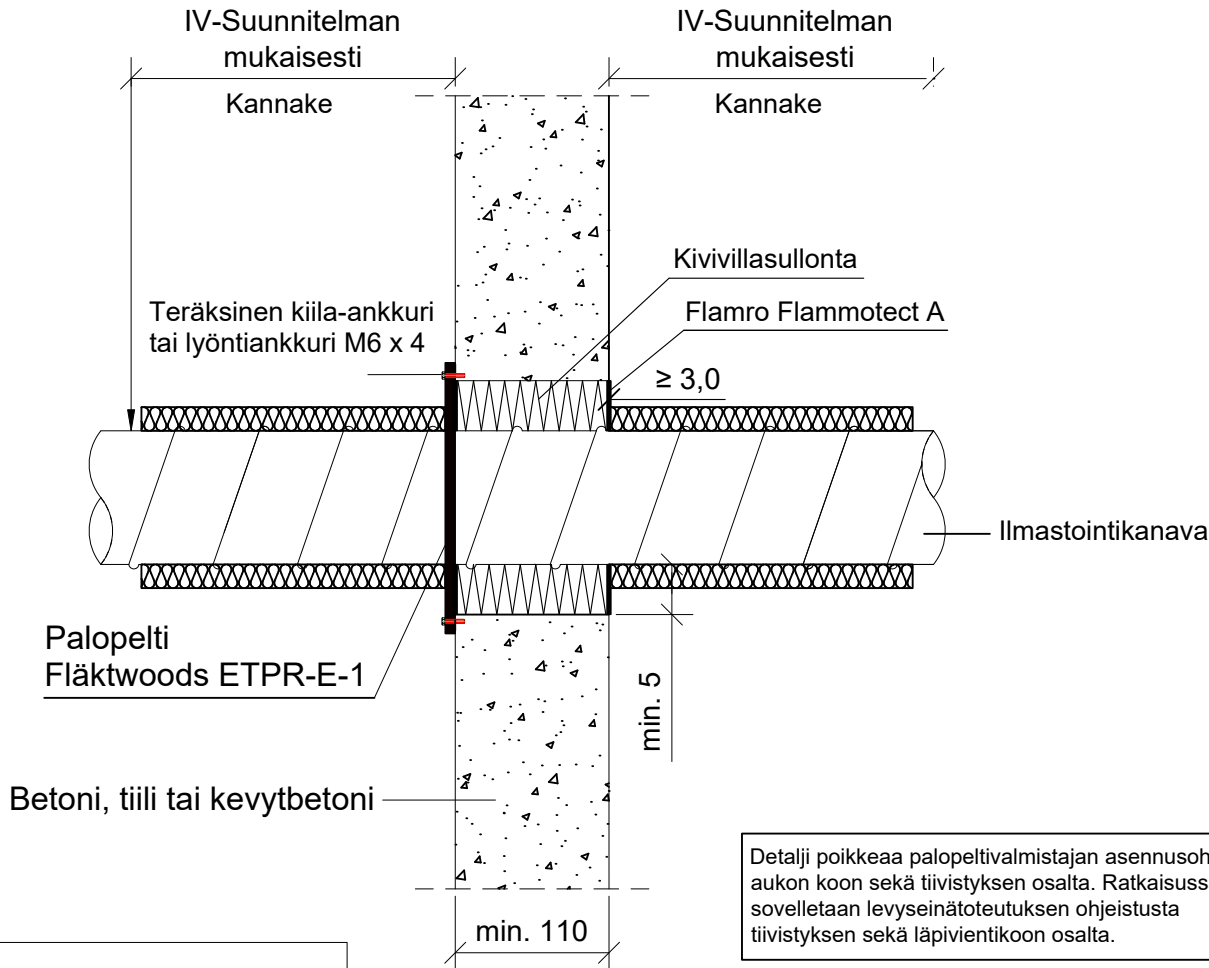 IV-Suunnitelman
mukaisesti
Kannake
IV-Suunnitelman
mukaisesti
Kannake
Kivivillasullonta
Flamro Flammotect A
≥ 3,0
Teräksinen kiila-ankkuri
tai lyöntiankkuri M6 x 4
Ilmastointikanava
Palopelti
Fläktwoods ETPR-E-1
min. 5
Betoni, tiili tai kevytbetoni
min. 110
Detalji poikkeaa palopeltivalmistajan
aukon koon sekä tiivistyksen osalta.
sovelletaan levyseinätoteutuksen ohjeistusta
tiivistyksen sekä läpivientikoon osalta.